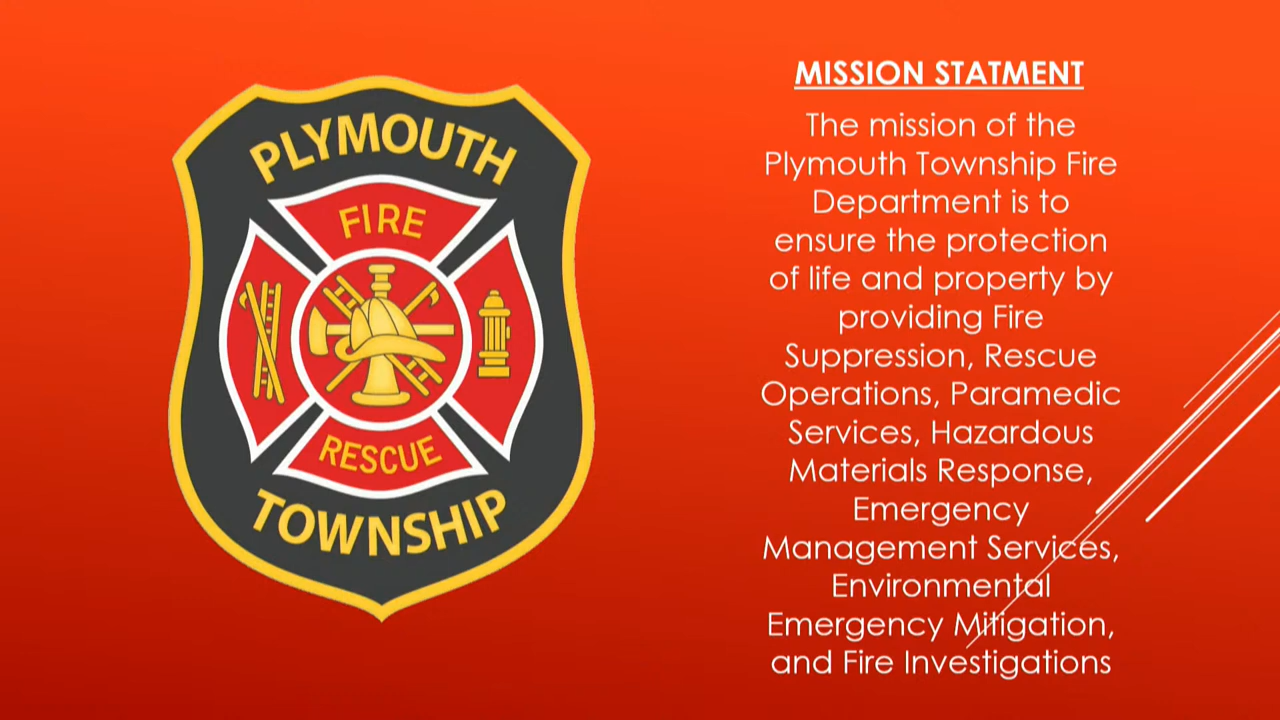 PLYMOUTH
FIRE
RESCUE
TOWNSHIP
MISSION STATMENT
The mission of the
Plymouth Township Fire
Department is to
ensure the protection
of life and property by
providing Fire
Suppression, Rescue
Operations, Paramedic
Services, Hazardous
Materials Response,
Emergency
Management Services,
Environmental
Emergency Mitigation,
and Fire Investigations